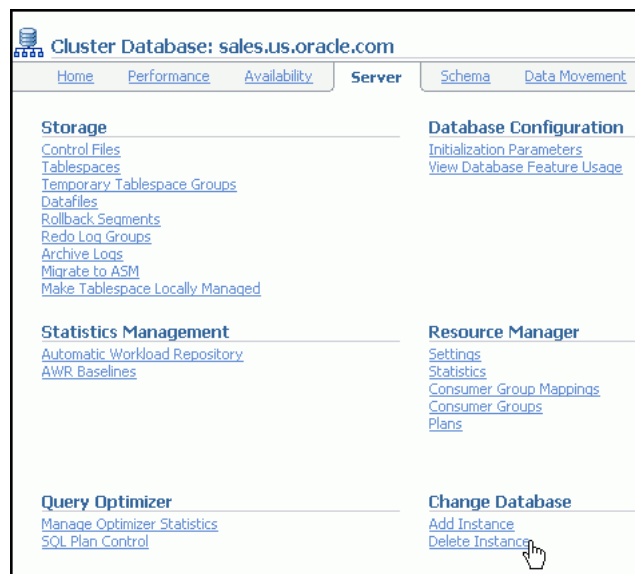 Cluster Database: sales.us.oracle.com
Home Performance Availability Server Schema Data Movement
Storage
Control Files
Tablespaces
Temporary Tablespace Groups
Datafiles
Rollback Segments
Redo Log Groups
Archive Logs
Migrate to ASM
Make Tablespace Locally Managed
Database Configuration
Initialization Parameters
View Database Feature Usage
Statistics Management
Automatic Workload Repository
AWR Baselines
Resource Manager
Settings
Statistics
Consumer Group Mappings
Consumer Groups
Plans
Query Optimizer
Manage Optimizer Statistics
SQL Plan Control
Change Database
Add Instance
Delete Instance